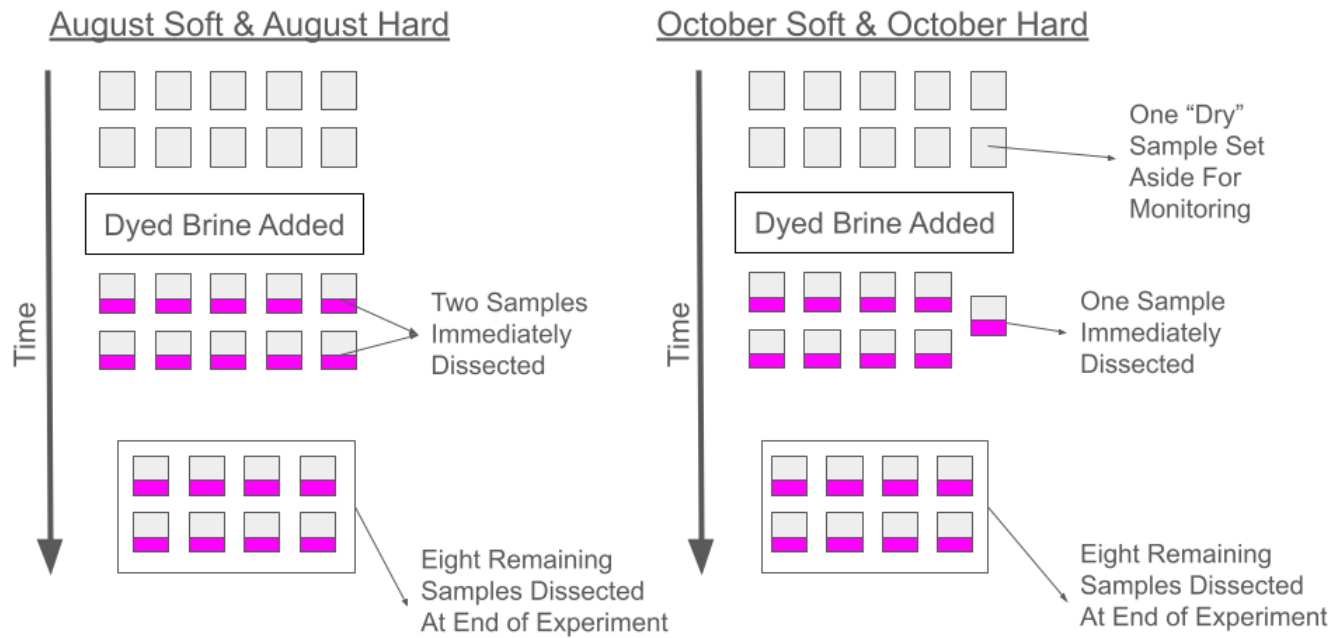 August Soft & August Hard
Time
Dyed Brine Added
Two Samples
Immediately
Dissected
Eight Remaining
Samples Dissected
At End of Experiment
October Soft & October Hard
Time
One “Dry”
Sample Set
Aside For
Monitoring
Dyed Brine Added
One Sample
Immediately
Dissected
Eight Remaining
Samples Dissected
At End of Experiment